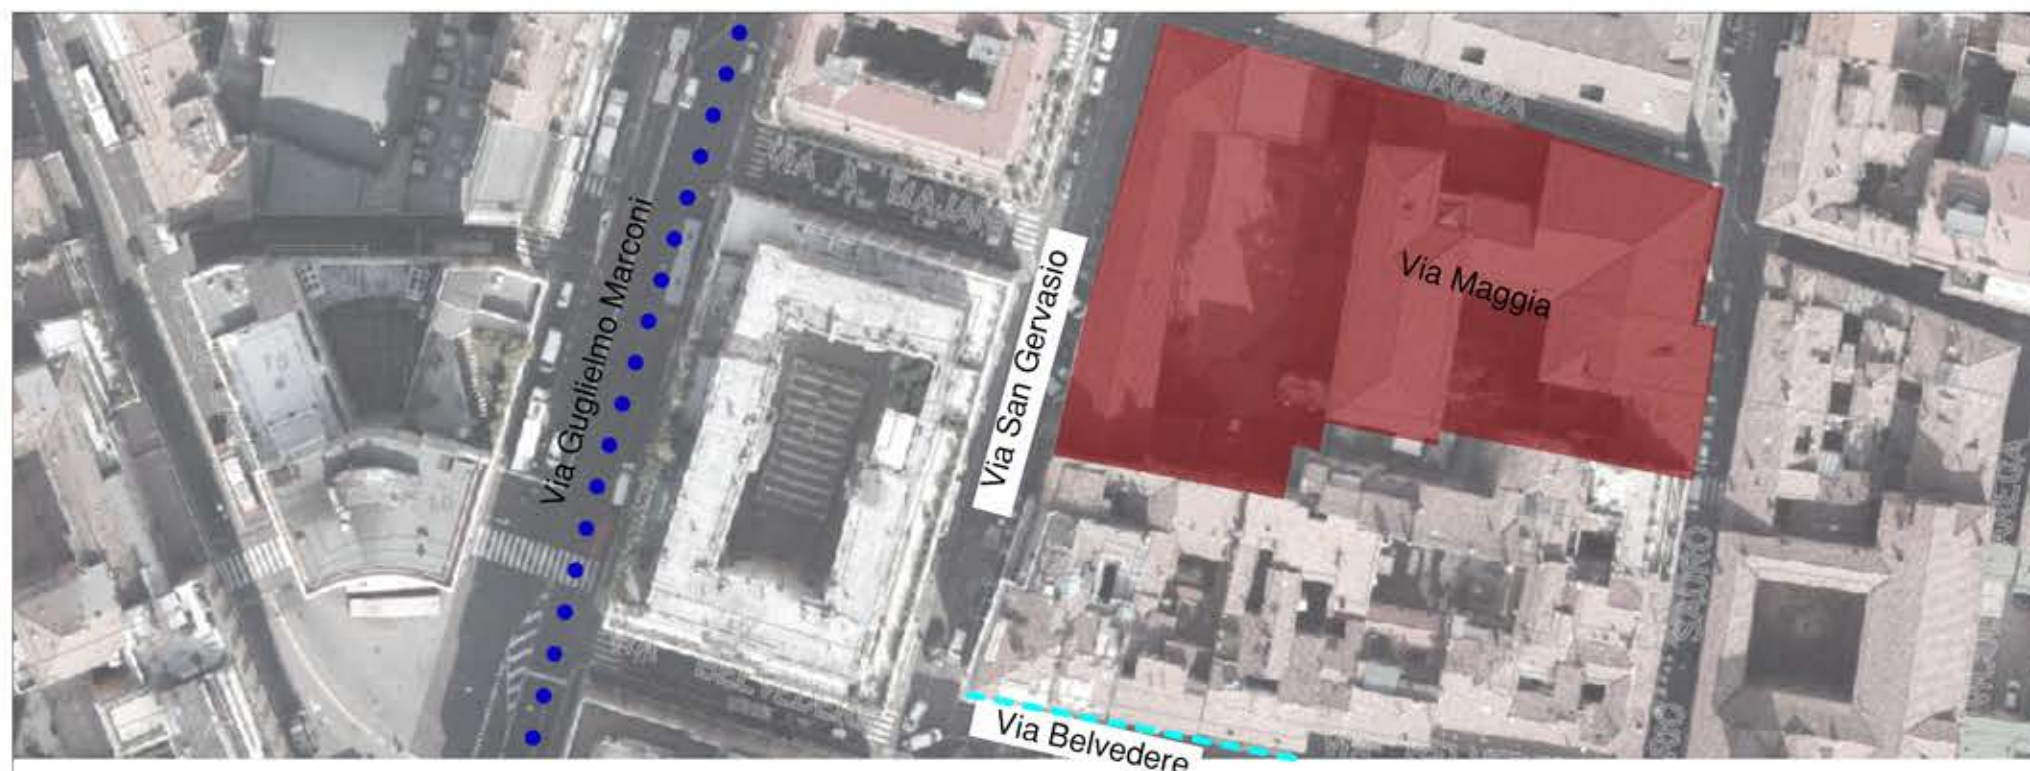 MAGGIA
VIA A. MAJANI
Via Guglielmo Marconi
Via San Gervasio
Via Maggia
SAURO
Via Belvedere